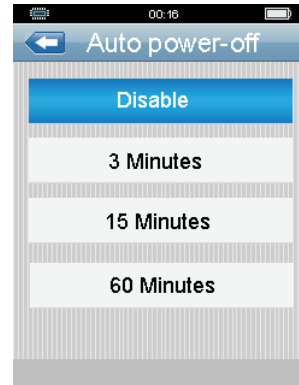 00:16
Auto power-off
Disable
3 Minutes
15 Minutes
60 Minutes